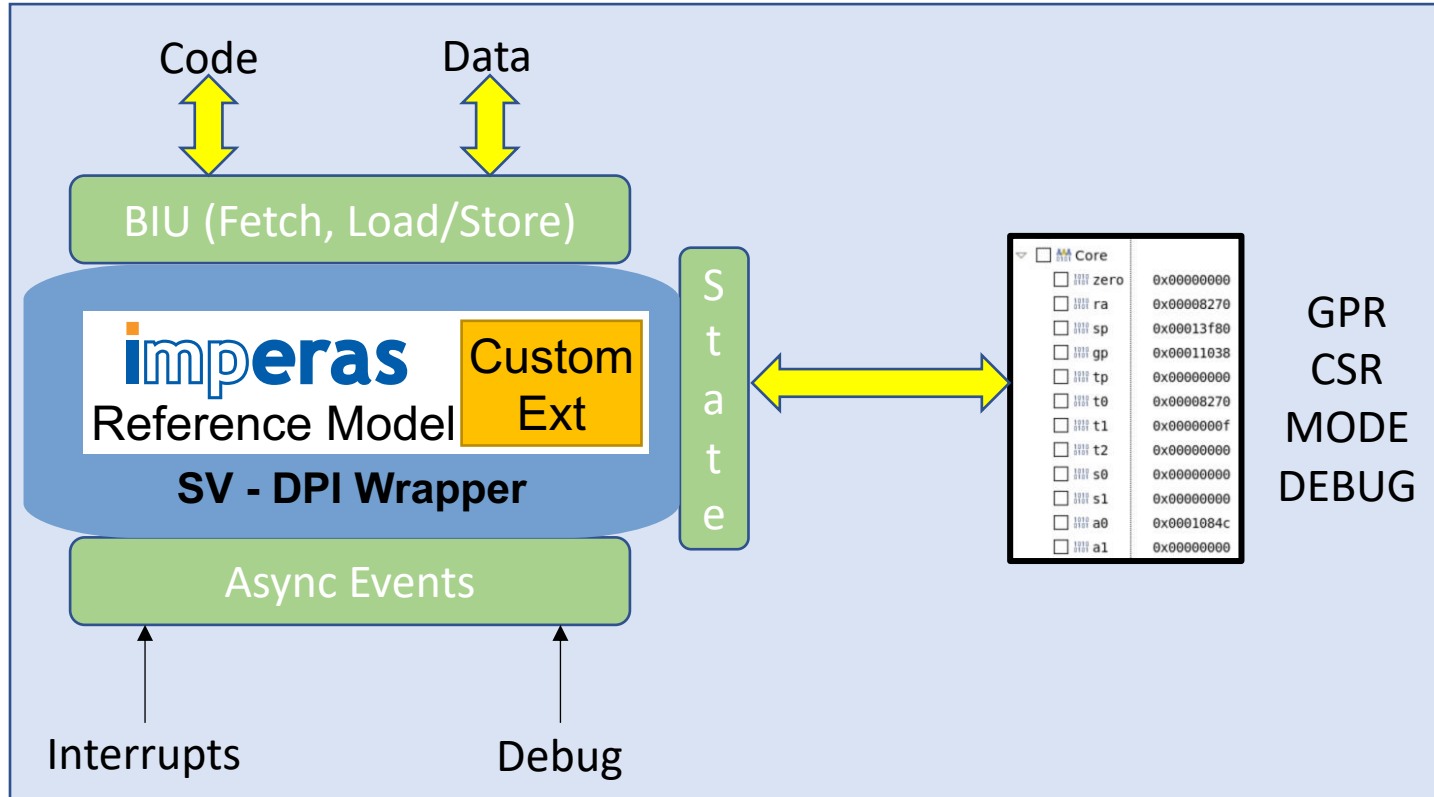 Code
Data
BIU (Fetch, Load/Store)
imperas
Reference Model
Custom
Ext
SV - DPI Wrapper
State
Async Events
Interrupts
Debug
Core
zero 0x00000000
ra 0x00008270
sp 0x00013f80
gp 0x00011038
tp 0x00000000
t0 0x00008270
t1 0x0000000f
t2 0x00000000
s0 0x00000000
s1 0x00000000
a0 0x0001084c
a1 0x00000000
GPR
CSR
MODE
DEBUG